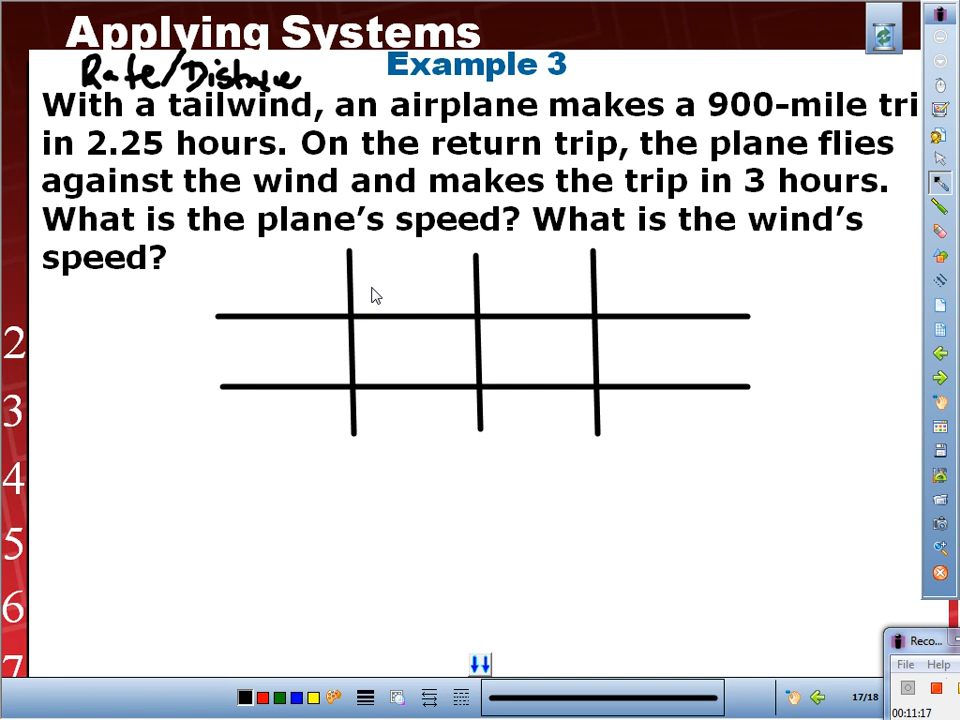 Applying Systems
Rate/Distance
Example 3
With a tailwind, an airplane makes a 900-mile tri
in 2.25 hours. On the return trip, the plane flies
against the wind and makes the trip in 3 hours.
What is the plane’s speed? What is the wind’s
speed?
2
3
4
5
6
7
Reco...
File Help
00:11:17
17/18